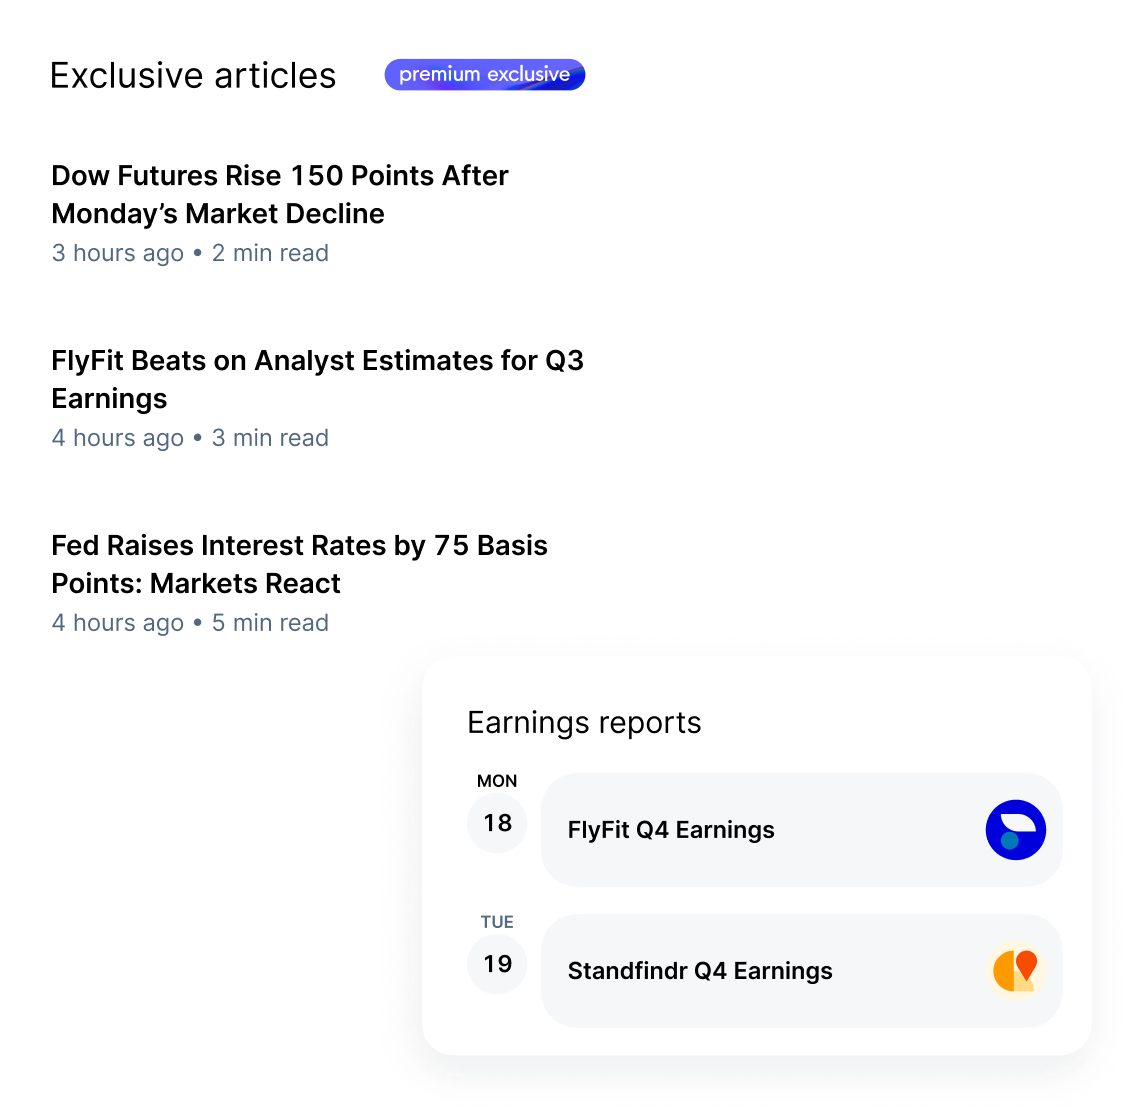 Exclusive articles
premium exclusive
Dow Futures Rise 150 Points After
Monday’s Market Decline
3 hours ago • 2 min read
FlyFit Beats on Analyst Estimates for Q3
Earnings
4 hours ago • 3 min read
Fed Raises Interest Rates by 75 Basis
Points: Markets React
4 hours ago • 5 min read
Earnings reports
MON
18
FlyFit Q4 Earnings
TUE
19
Standfindr Q4 Earnings